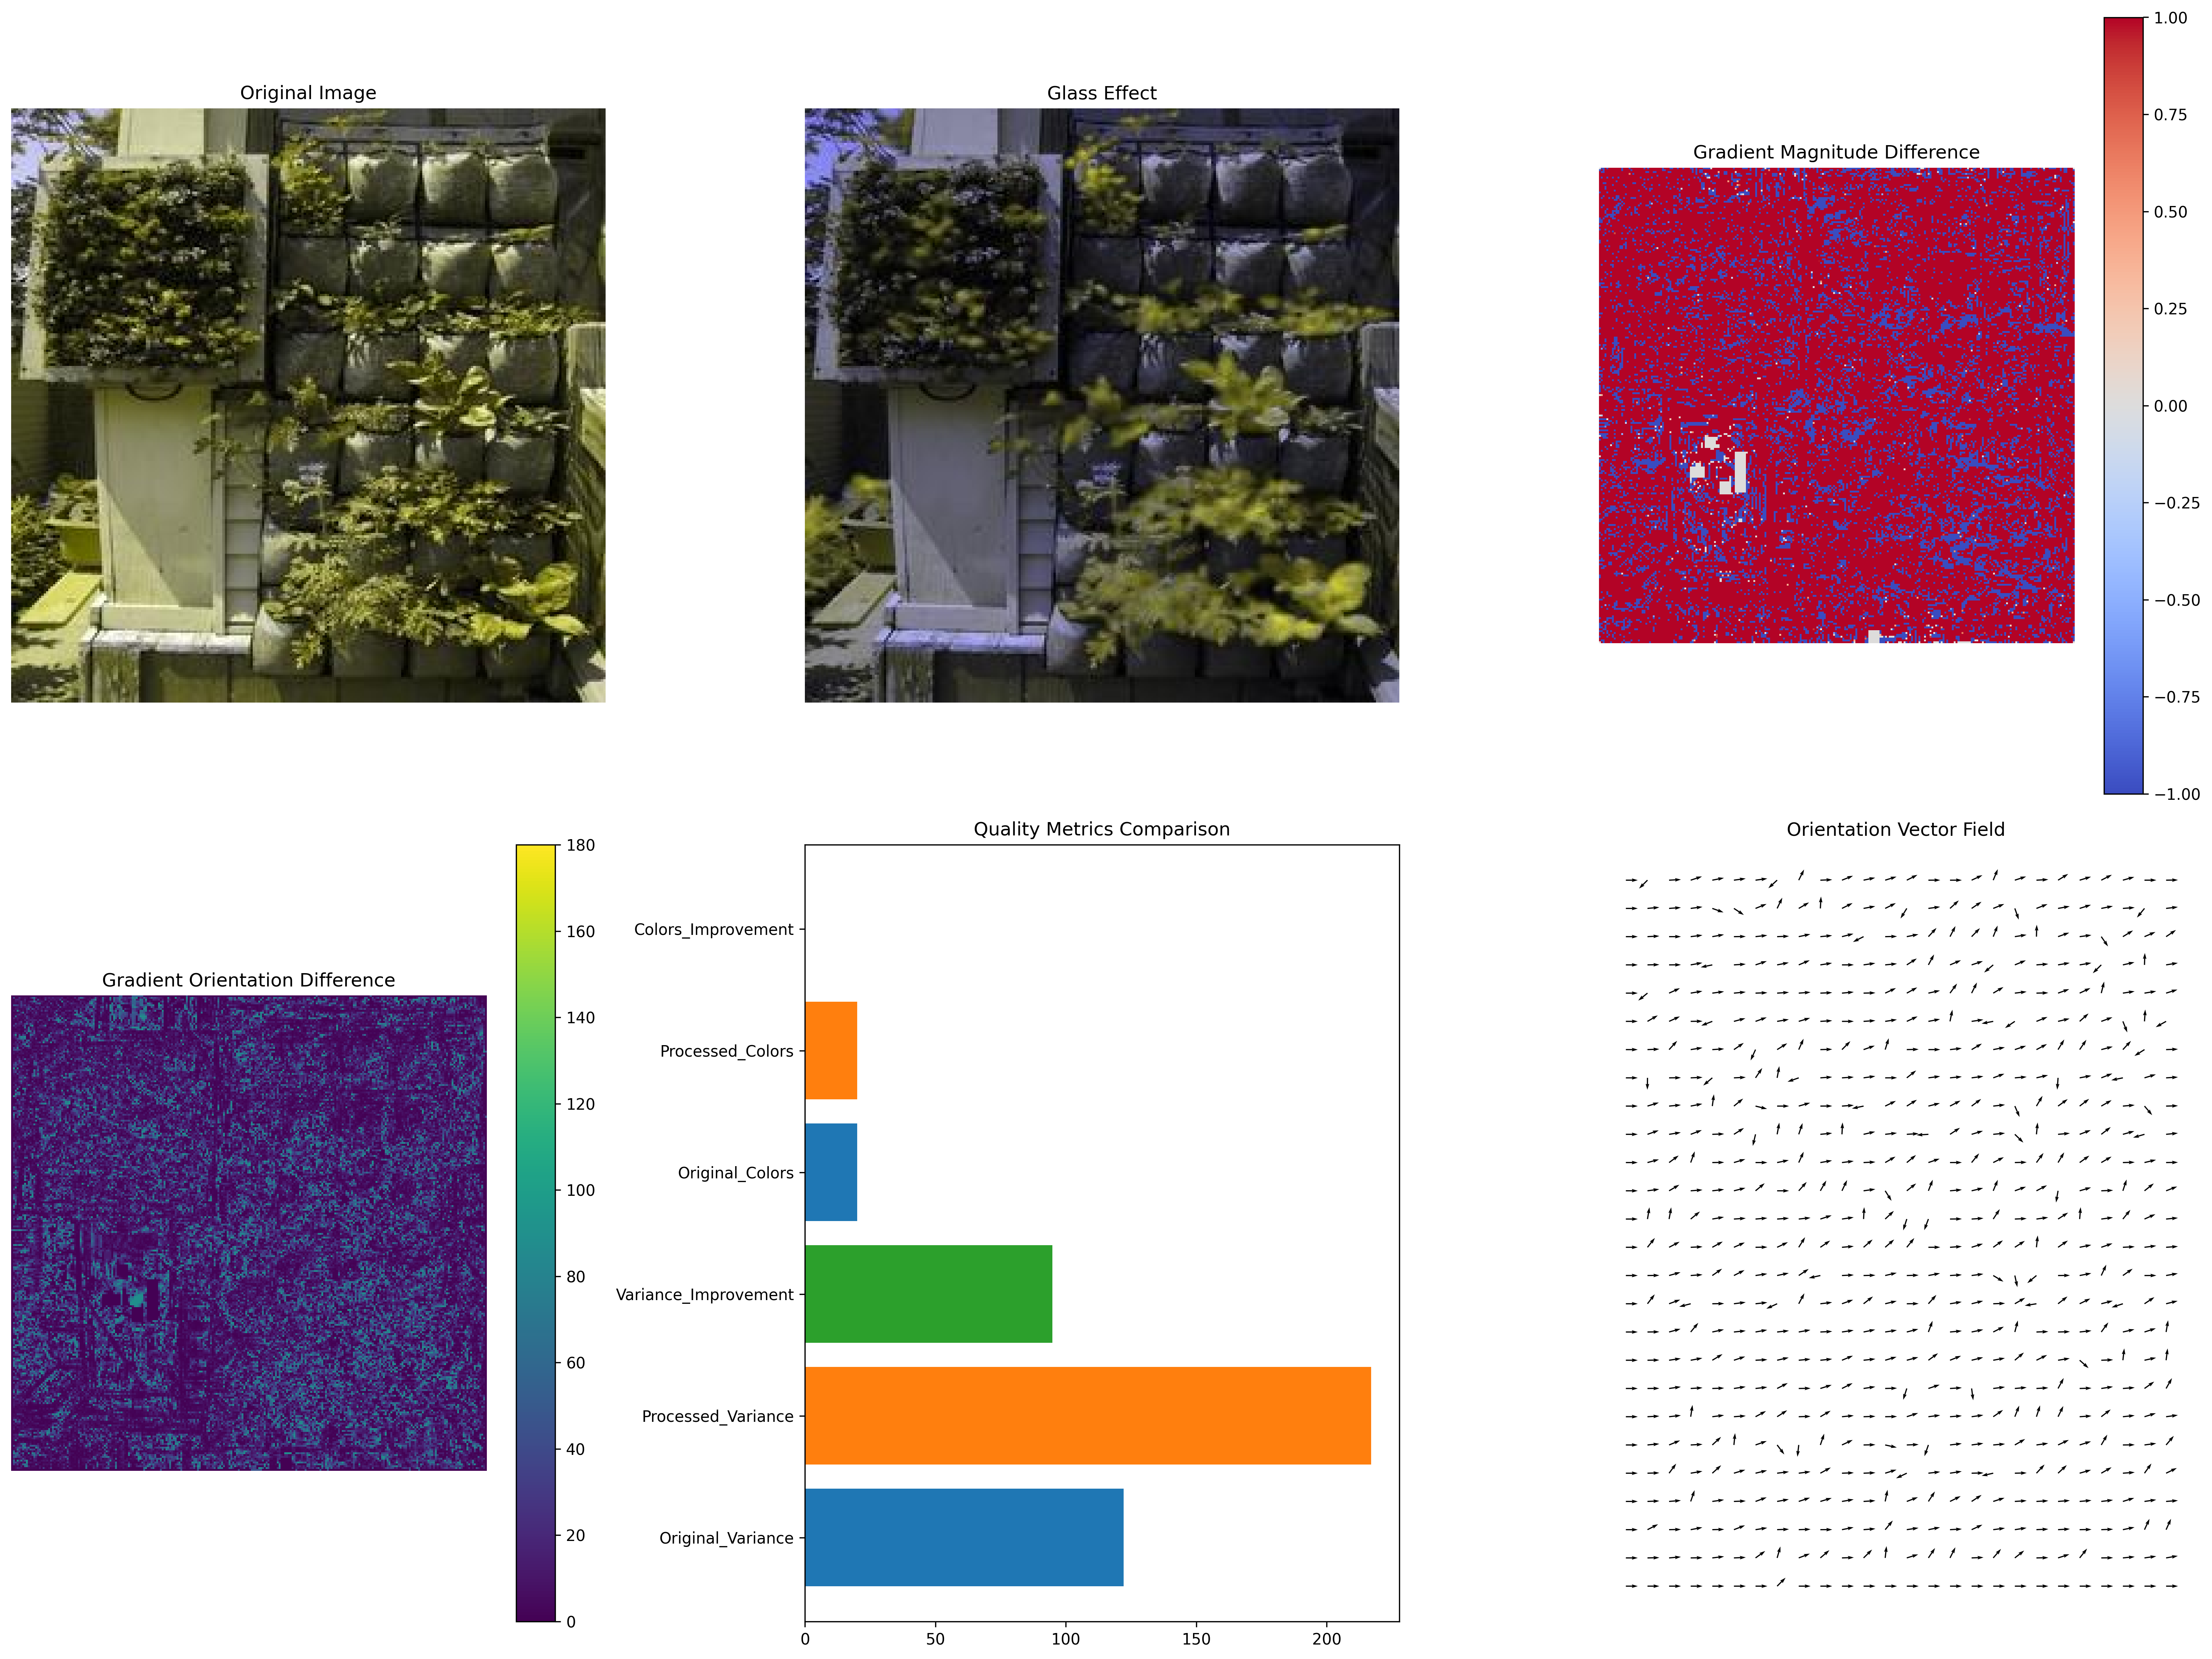 Original Image
Glass Effect
Gradient Magnitude Difference
1.00
0.75
0.50
0.25
0.00
−0.25
−0.50
−0.75
−1.00
Gradient Orientation Difference
180
160
140
120
100
80
60
40
20
0
Quality Metrics Comparison
Colors_Improvement
Processed_Colors
Original_Colors
Variance_Improvement
Processed_Variance
Original_Variance
0 50 100 150 200
Orientation Vector Field